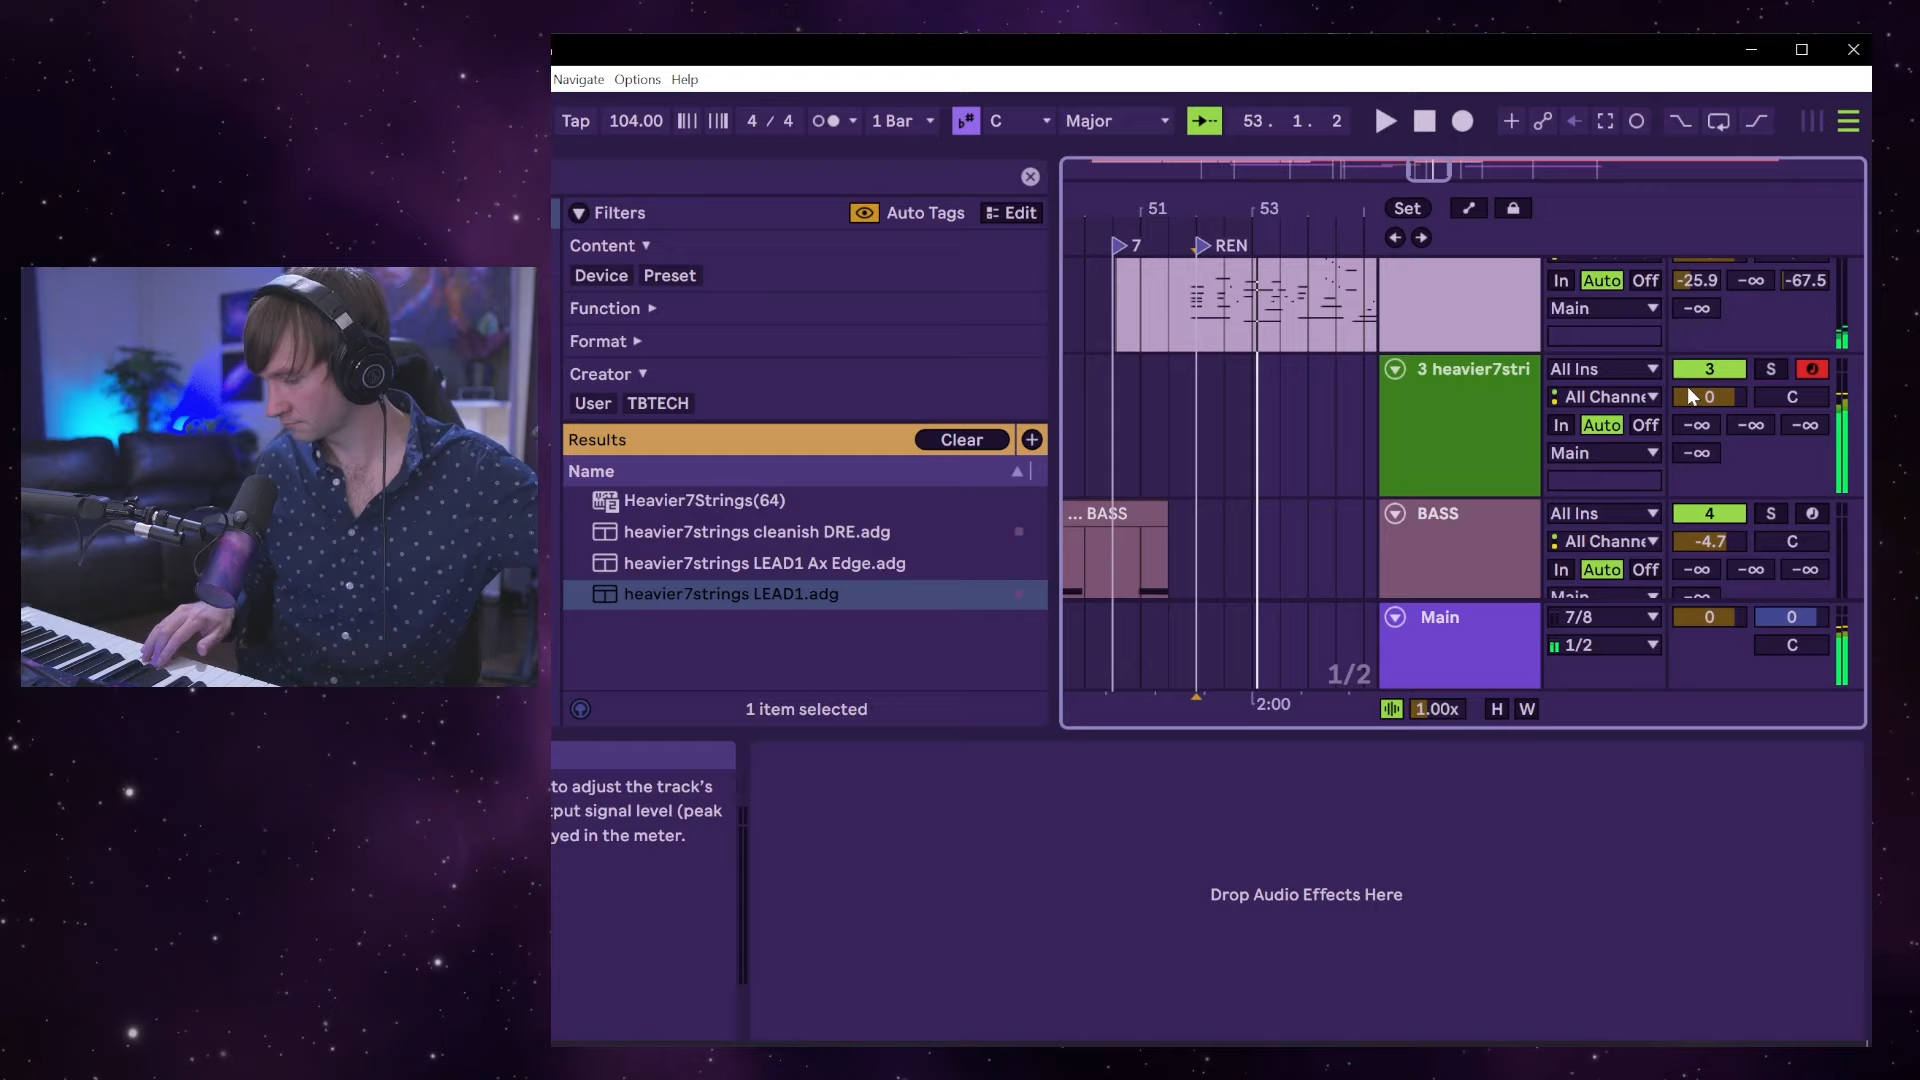 Navigate Options Help
Tap 104.00 4 / 4 1 Bar C Major 53. 1. 2
Filters Auto Tags Edit
Content
Device Preset
Function
Format
Creator
User TBTECH
Results Clear
Name
Heavier7Strings(64)
heavier7strings cleanish DRE.adg
heavier7strings LEAD1 Ax Edge.adg
heavier7strings LEAD1.adg
1 item selected
51 53 Set
7 REN
In Auto Off -25.9 -∞ -67.5
Main -∞
3 heavier7stri All Ins 3 S
All Channe 0 C
In Auto Off -∞ -∞ -∞
Main -∞
... BASS BASS All Ins 4 S
All Channe -4.7 C
In Auto Off -∞ -∞ -∞
Main -∞
Main 7/8 0 0
1/2 C
1/2
2:00 1.00x H W
to adjust the track's
put signal level (peak
yed in the meter.
Drop Audio Effects Here